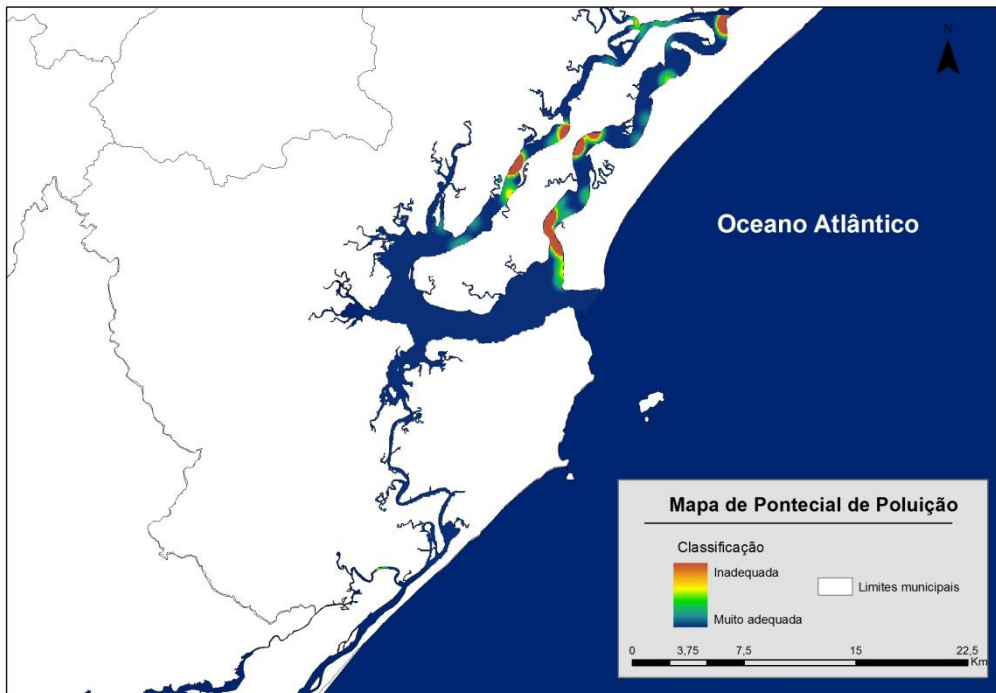 N
Oceano Atlântico
Mapa de Pontecial de Poluição
Classificação
Inadequada
Muito adequada
Limites municipais
0 3,75 7,5 15 22,5
Km